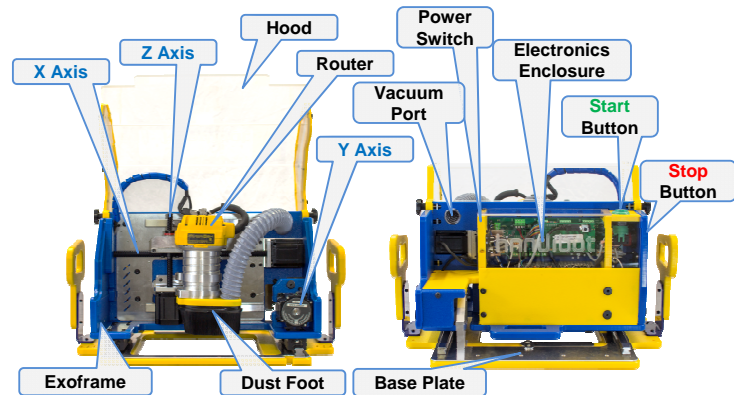 Hood
Power
Switch
Z Axis
Electronics
Enclosure
X Axis
Router
Vacuum
Port
Start
Button
Y Axis
Stop
Button
handibot
Exoframe
Dust Foot
Base Plate